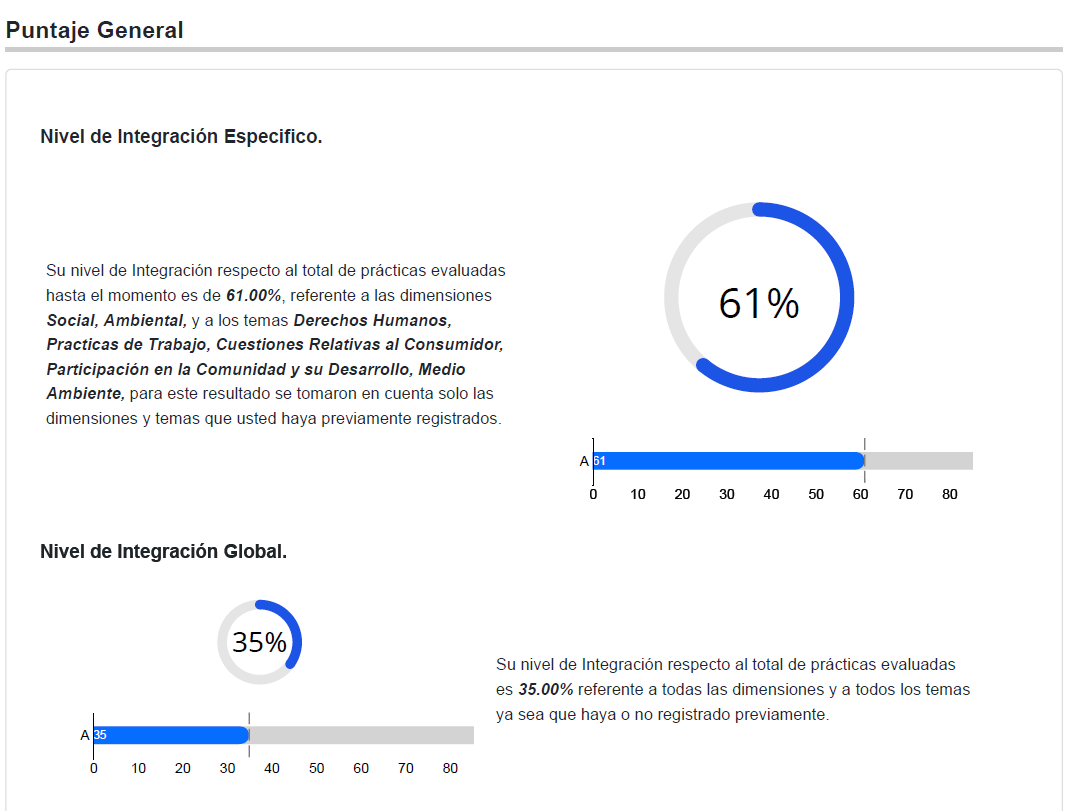 Puntaje General
Nivel de Integración Especifico.
Su nivel de Integración respecto al total de prácticas evaluadas
hasta el momento es de 61.00%, referente a las dimensiones
Social, Ambiental, y a los temas Derechos Humanos,
Practicas de Trabajo, Cuestiones Relativas al Consumidor,
Participación en la Comunidad y su Desarrollo, Medio
Ambiente, para este resultado se tomaron en cuenta solo las
dimensiones y temas que usted haya previamente registrados.
61%
A 61
0 10 20 30 40 50 60 70 80
Nivel de Integración Global.
35%
A 35
0 10 20 30 40 50 60 70 80
Su nivel de Integración respecto al total de prácticas evaluadas
es 35.00% referente a todas las dimensiones y a todos los temas
ya sea que haya o no registrado previamente.